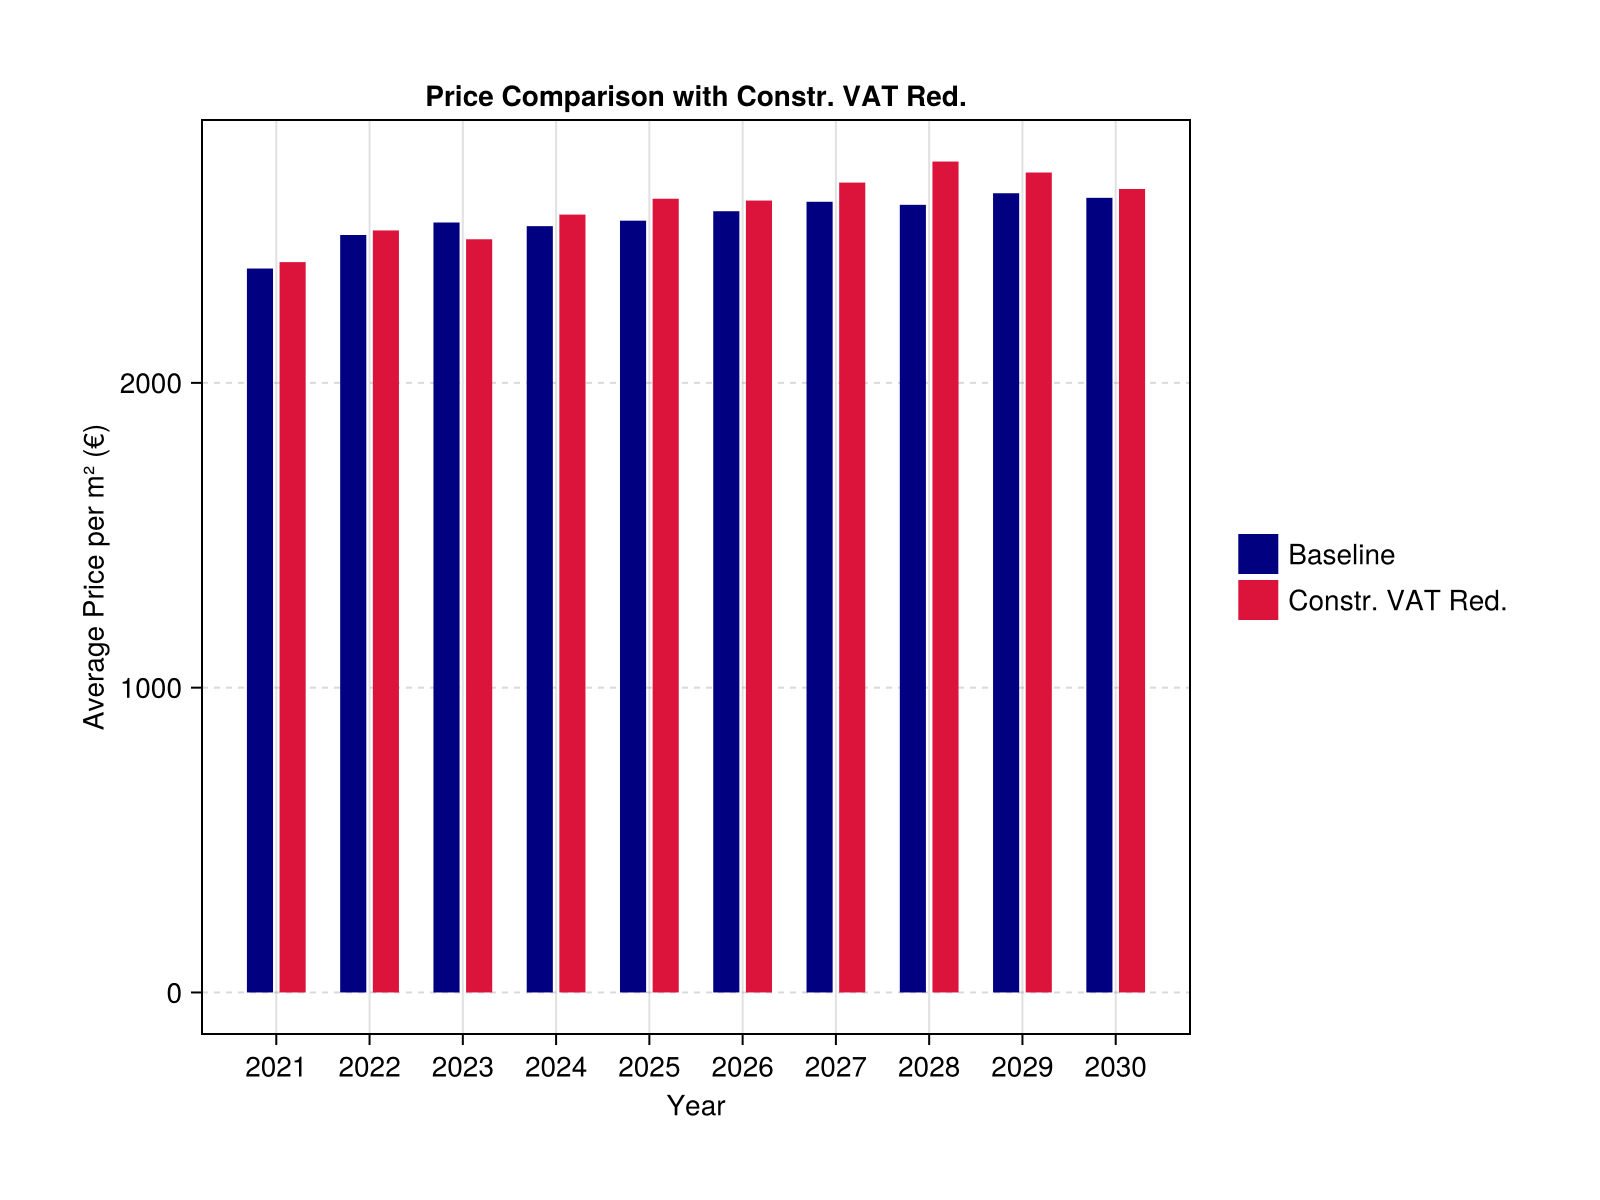 Price Comparison with Constr. VAT Red.
Average Price per m² (€)
2000
1000
0
2021 2022 2023 2024 2025 2026 2027 2028 2029 2030
Year
Baseline
Constr. VAT Red.